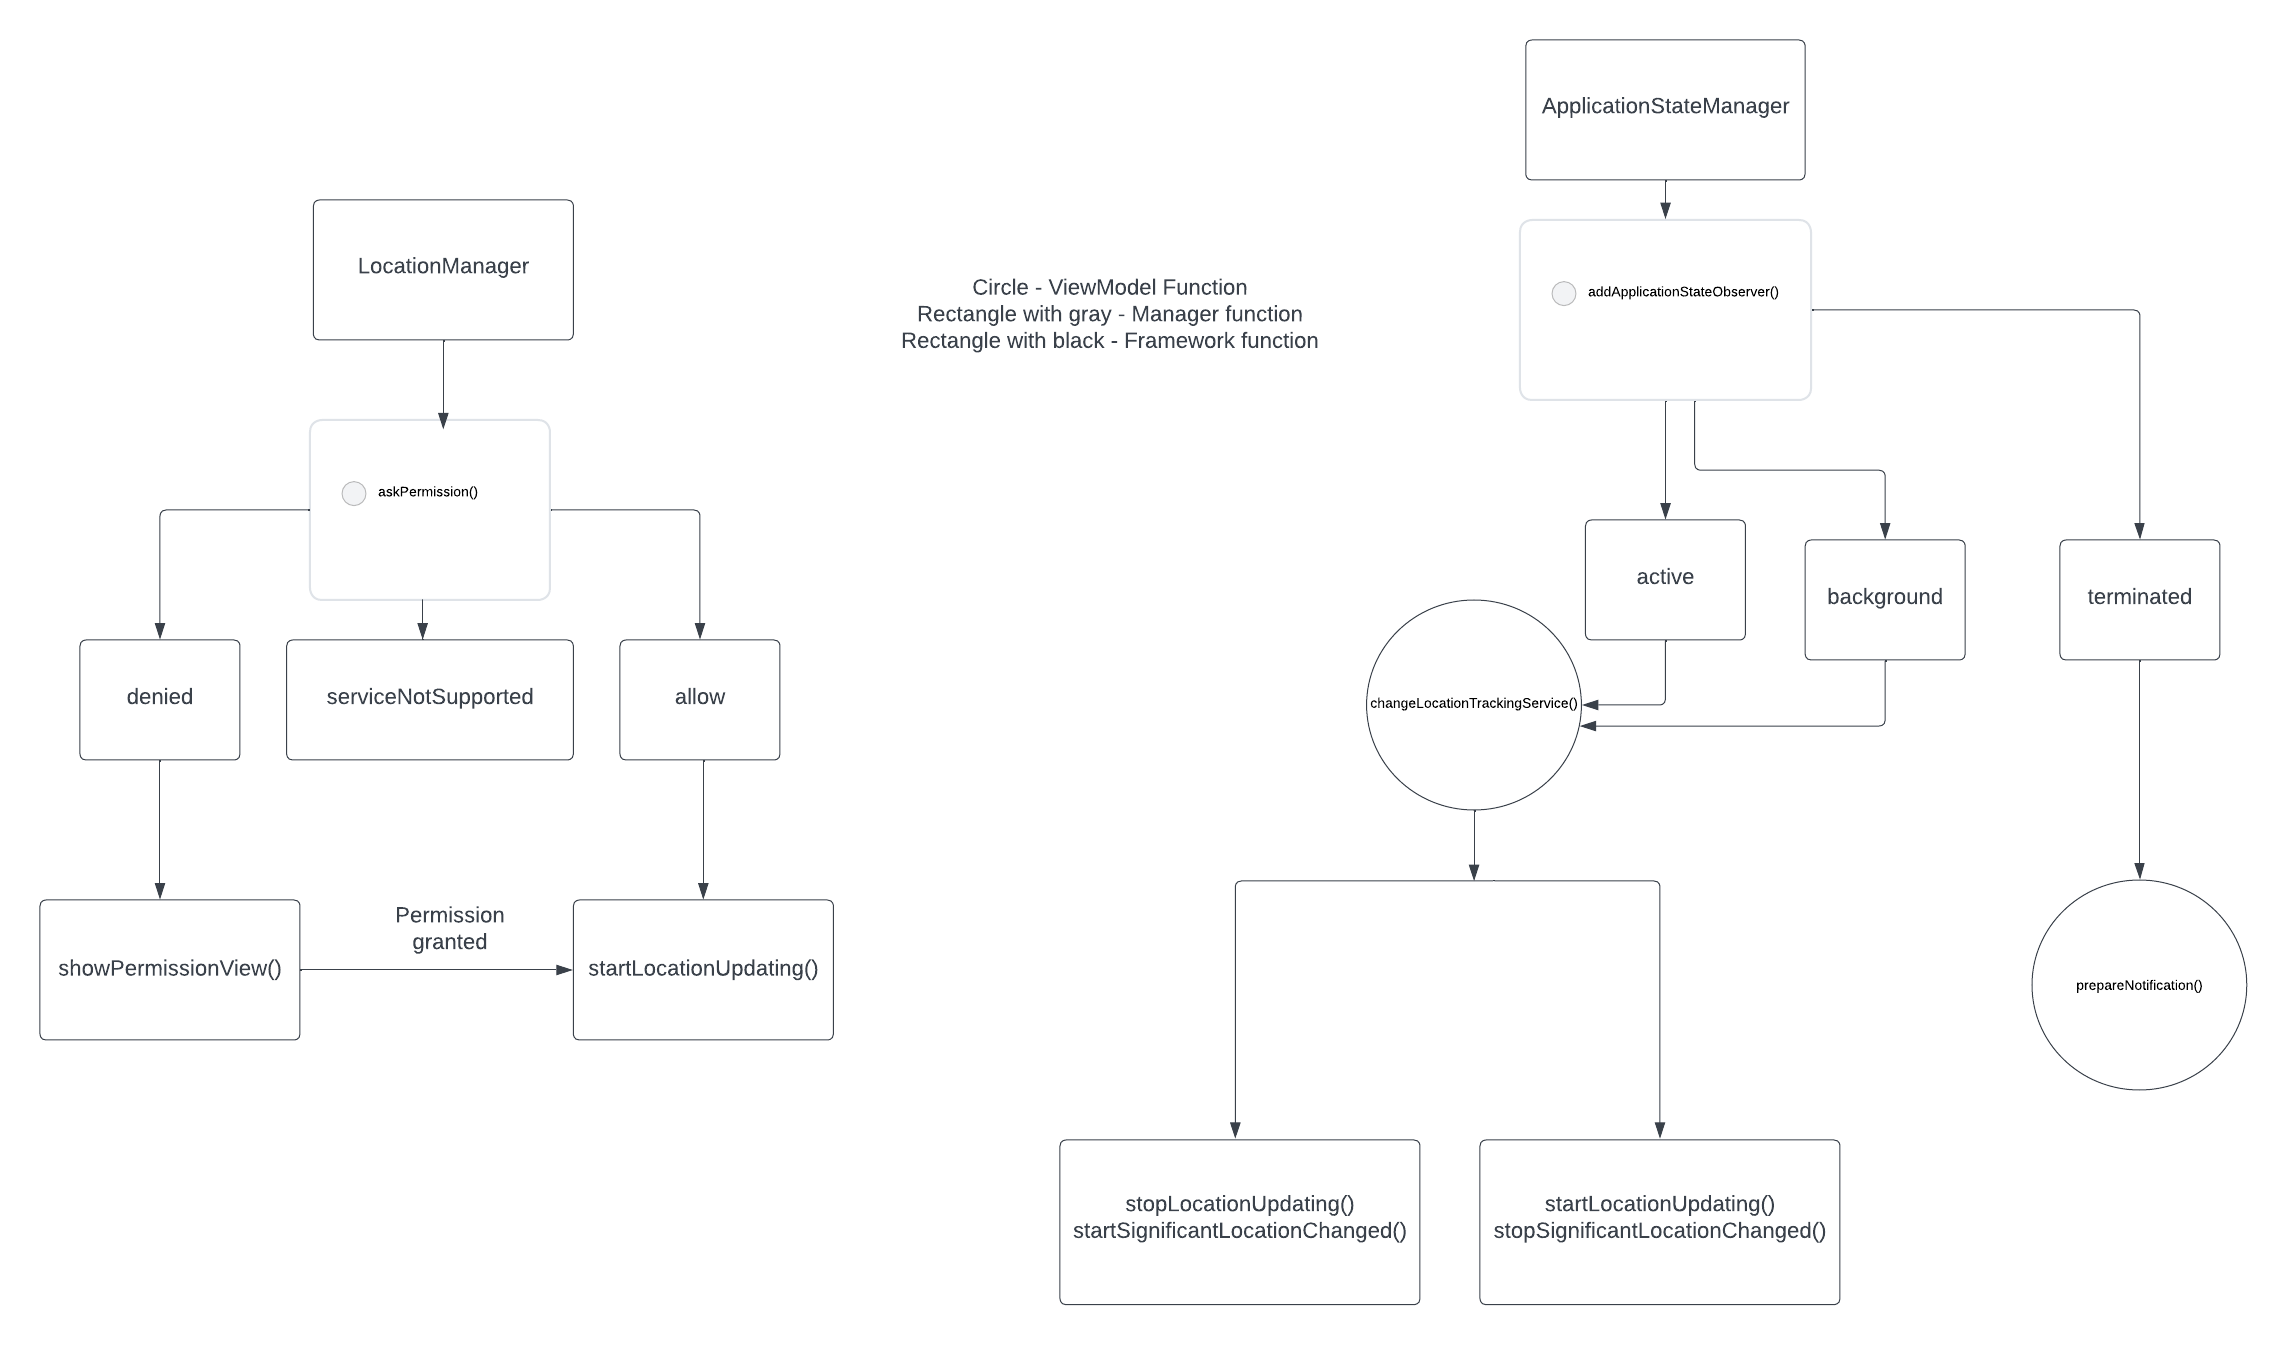 ApplicationStateManager
LocationManager
Circle - ViewModel Function
Rectangle with gray - Manager function
Rectangle with black - Framework function
addApplicationStateObserver()
askPermission()
active
background
terminated
denied
serviceNotSupported
allow
changeLocationTrackingService()
Permission
granted
showPermissionView()
startLocationUpdating()
prepareNotification()
stopLocationUpdating()
startSignificantLocationChanged()
startLocationUpdating()
stopSignificantLocationChanged()